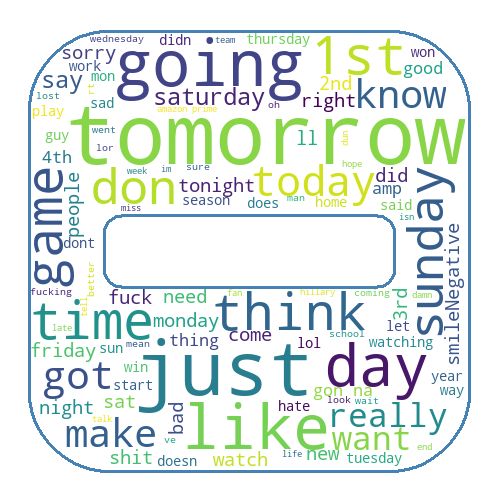 wednesday
didn
team
thursday
going
1st
won
sorry
good
work
2nd
say
mon
rt
saturday
right
know
lost
sad
amazon prime
oh
play
tomorrow
went
ll
dun
guy
4th
lor
hope
people
week
im
sure
don
tonight
today
did
amp
game
miss
season
does
man
home
said
isn
sunday
dont
smileNegative
fucking
better
tell
fuck
need
fan
hillary
coming
3rd
damn
time
monday
think
come
let
late
thing
lol
school
watching
friday
sun
mean
just
day
win
start
got
year
gon na
way
night
sat
bad
hate
look
wait
like
really
make
talk
want
ve
life
new
end
shit
doesn
watch
tuesday